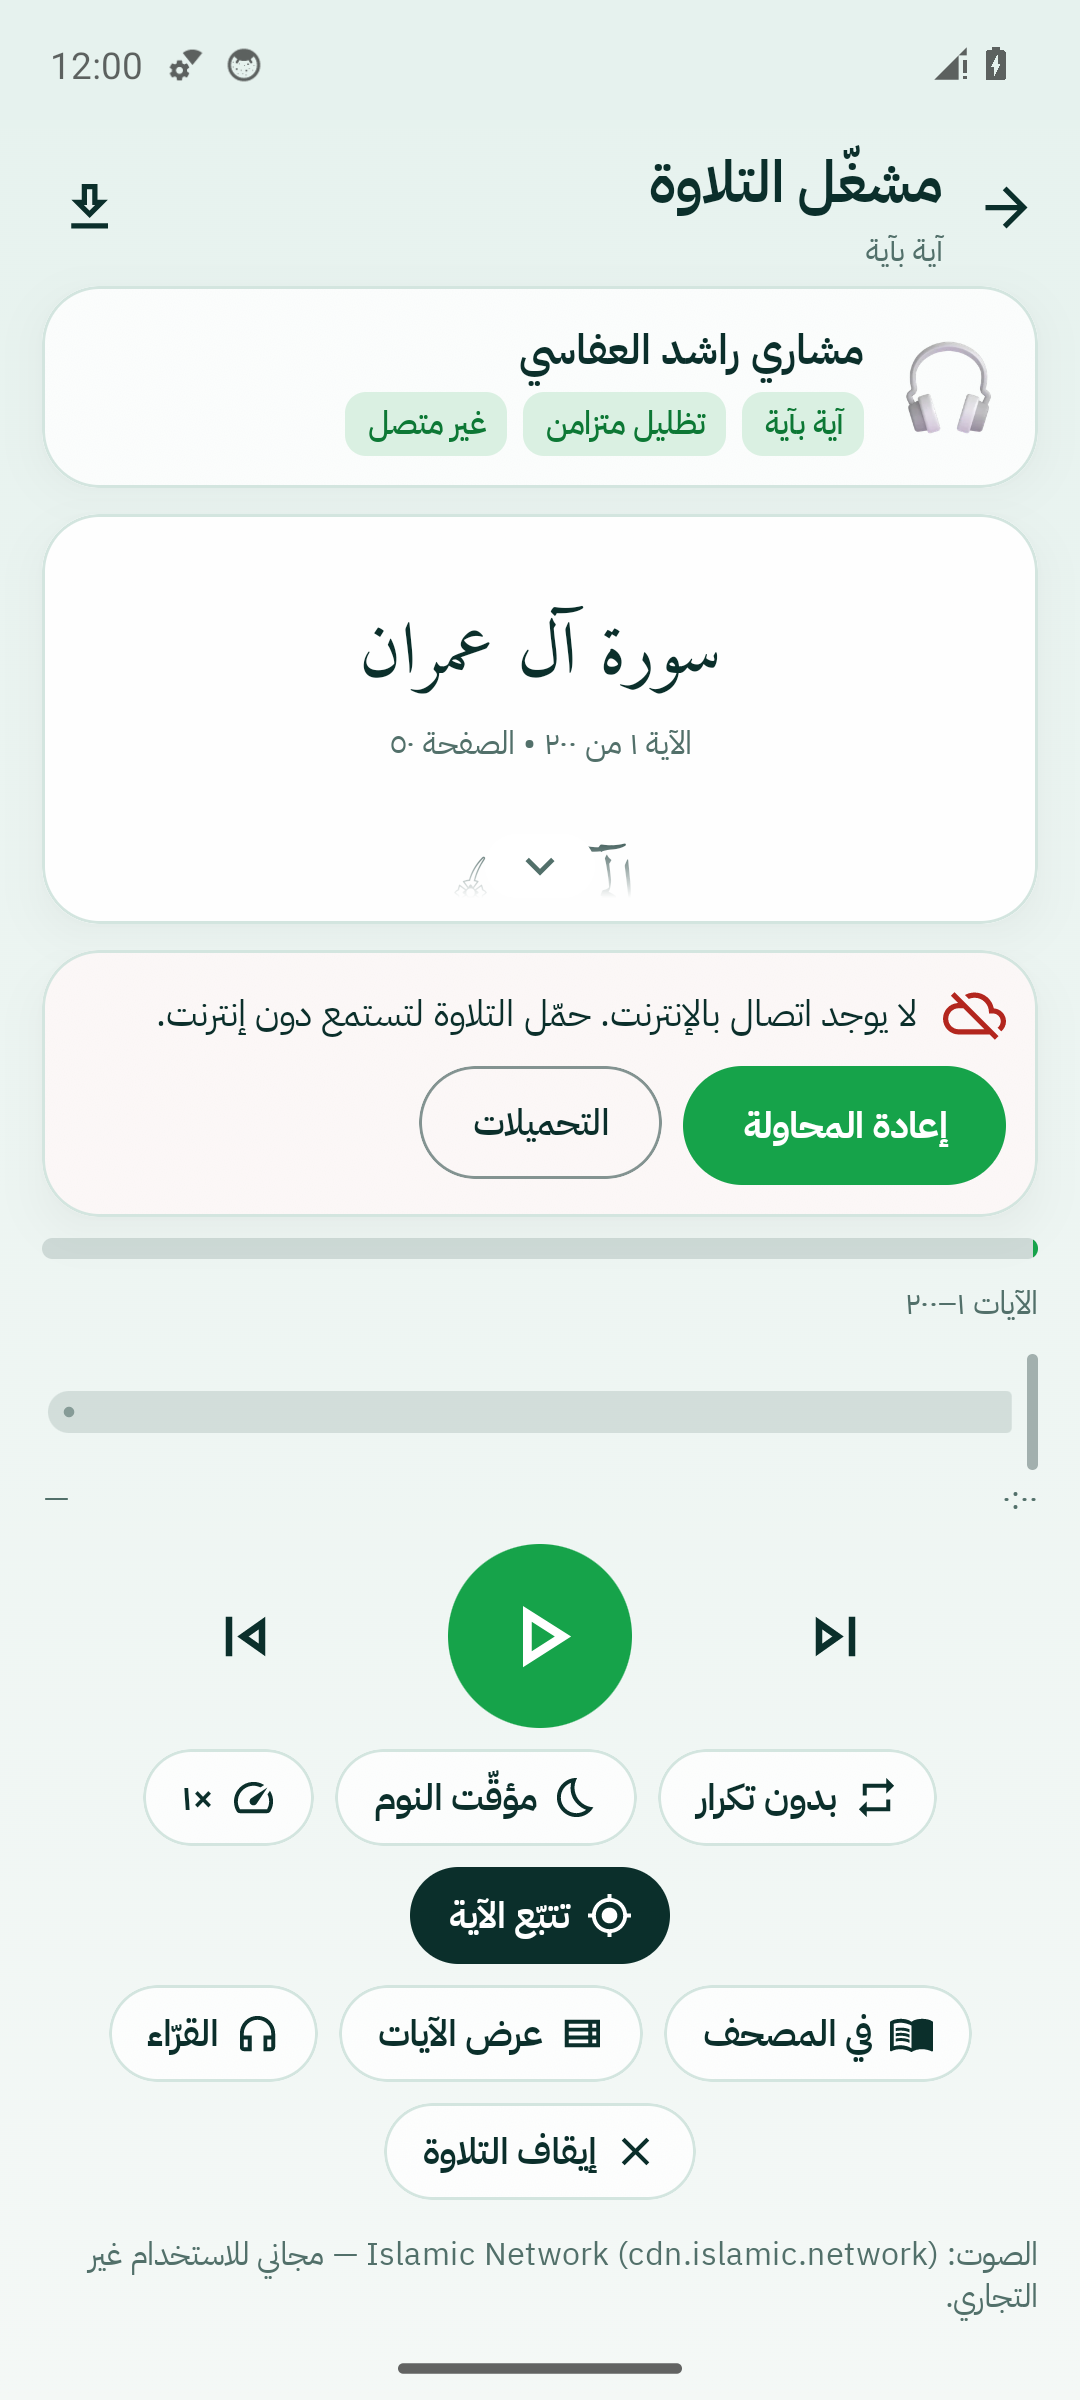 12:00
مشغّل التلاوة
آية بآية
مشاري راشد العفاسي
آية بآية
تظليل متزامن
غير متصل
سورة آل عمران
الآية ١ من ٢٠٠ • الصفحة ٥٠
لا يوجد اتصال بالإنترنت. حمّل التلاوة لتستمع دون إنترنت.
إعادة المحاولة
التحميلات
الآيات ١–٢٠٠
٠:٠٠
—
بدون تكرار
مؤقّت النوم
١×
تتبّع الآية
في المصحف
عرض الآيات
القرّاء
إيقاف التلاوة
الصوت: Islamic Network (cdn.islamic.network) — مجاني للاستخدام غير
التجاري.